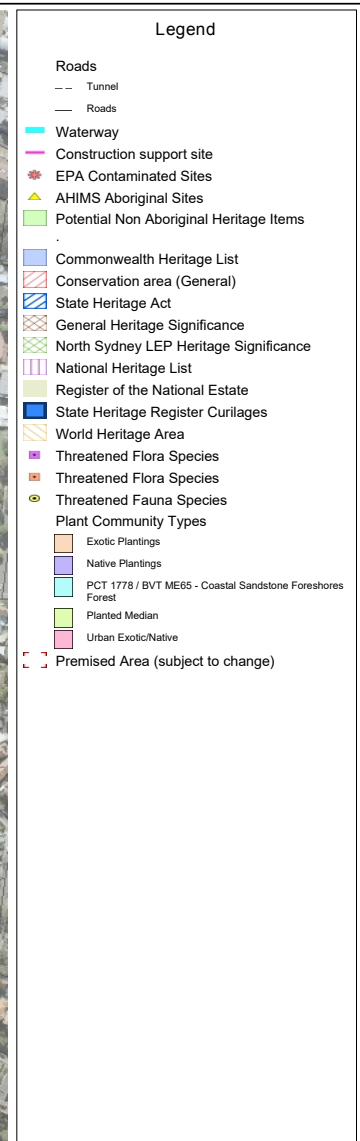 Legend
Roads
Tunnel
Roads
Waterway
Construction support site
EPA Contaminated Sites
AHIMS Aboriginal Sites
Potential Non Aboriginal Heritage Items
.
Commonwealth Heritage List
Conservation area (General)
State Heritage Act
General Heritage Significance
North Sydney LEP Heritage Significance
National Heritage List
Register of the National Estate
State Heritage Register Curilages
World Heritage Area
Threatened Flora Species
Threatened Flora Species
Threatened Fauna Species
Plant Community Types
Exotic Plantings
Native Plantings
PCT 1778 / BVT ME65 - Coastal Sandstone Foreshores
Forest
Planted Median
Urban Exotic/Native
Premised Area (subject to change)